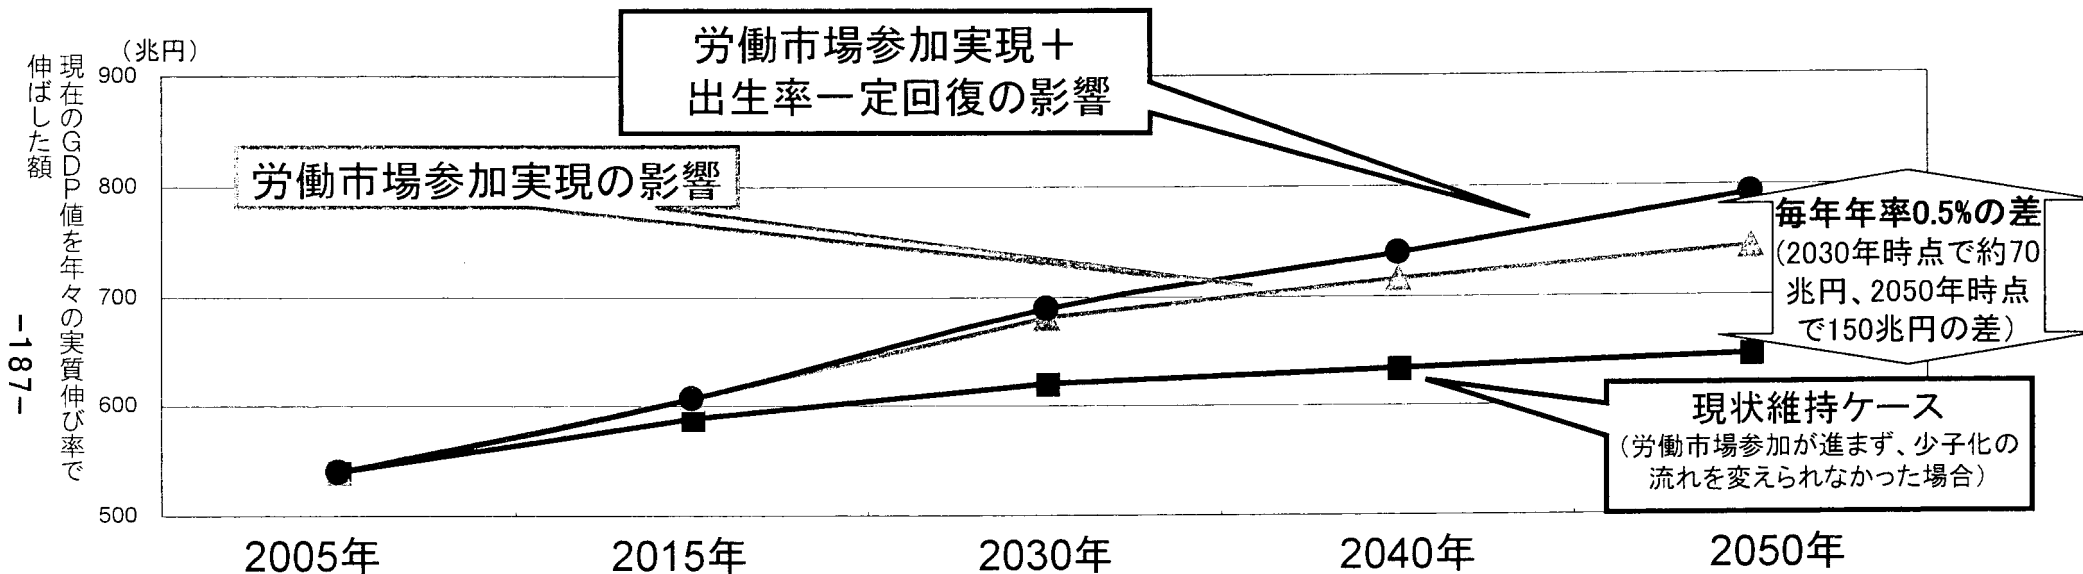 現在のGDP値を年々の実質伸び率で
伸ばした額
(兆円)
900
800
700
600
500
労働市場参加実現＋
出生率一定回復の影響
労働市場参加実現の影響
毎年年率0.5%の差
(2030年時点で約70
兆円、2050年時点
で150兆円の差)
現状維持ケース
(労働市場参加が進まず、少子化の
流れを変えられなかった場合)
2005年
2015年
2030年
2040年
2050年
-187-